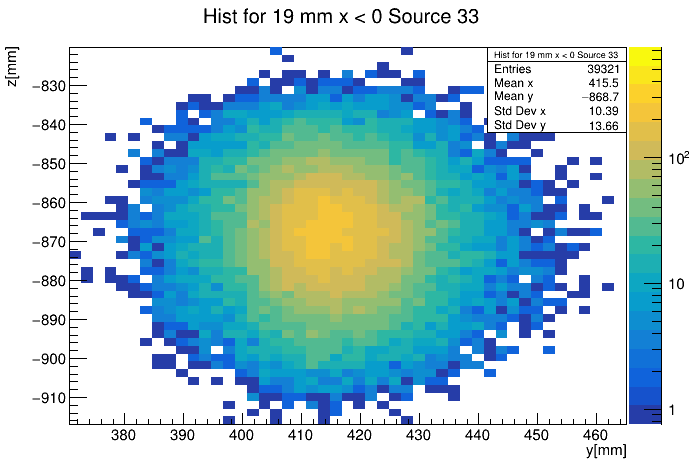 Hist for 19 mm x < 0 Source 33
z[mm]
Hist for 19 mm x < 0 Source 33
Entries 39321
Mean x 415.5
Mean y −868.7
Std Dev x 10.39
Std Dev y 13.66
−830
−840
−850
−860
−870
−880
−890
−900
−910
10²
10
1
380 390 400 410 420 430 440 450 460
y[mm]